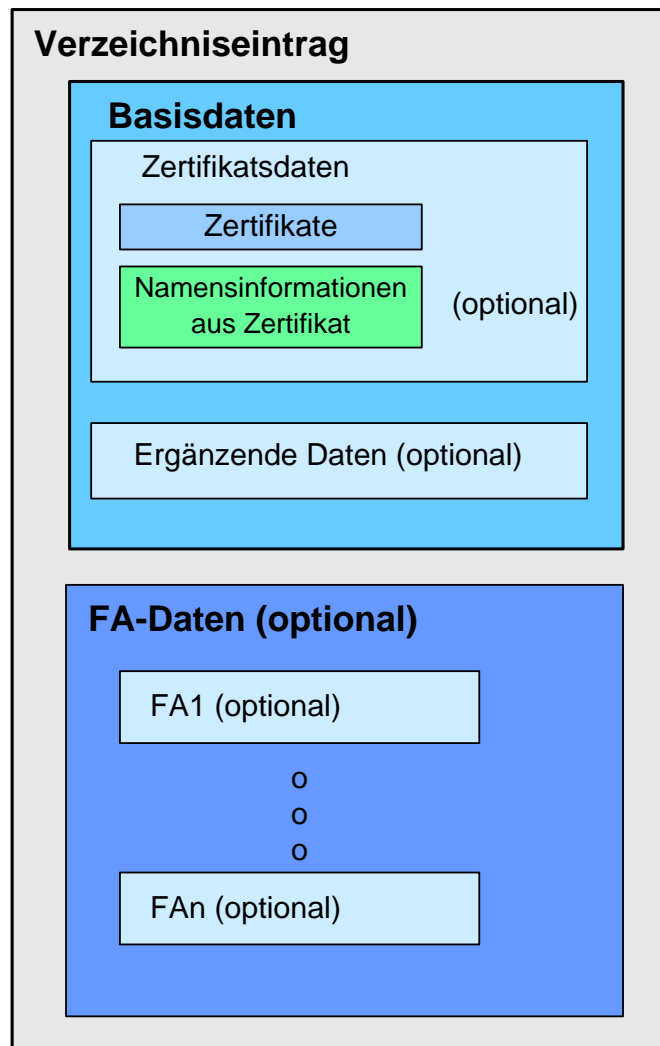 Verzeichniseintrag
Basisdaten
Zertifikatsdaten
Zertifikate
Namensinformationen
aus Zertifikat
(optional)
Ergänzende Daten (optional)
FA-Daten (optional)
FA1 (optional)
o
o
o
FAn (optional)